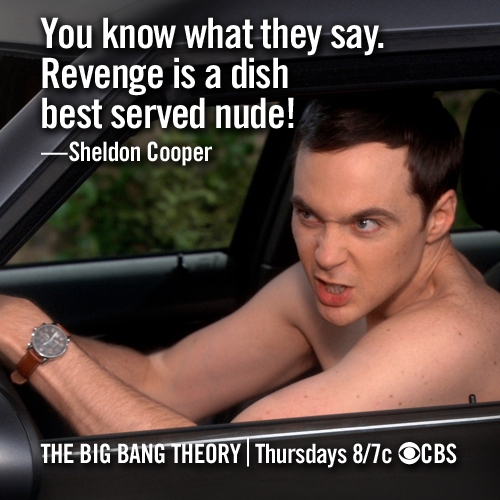 You know what they say.
Revenge is a dish
best served nude!
—Sheldon Cooper
THE BIG BANG THEORY | Thursdays 8/7c CBS